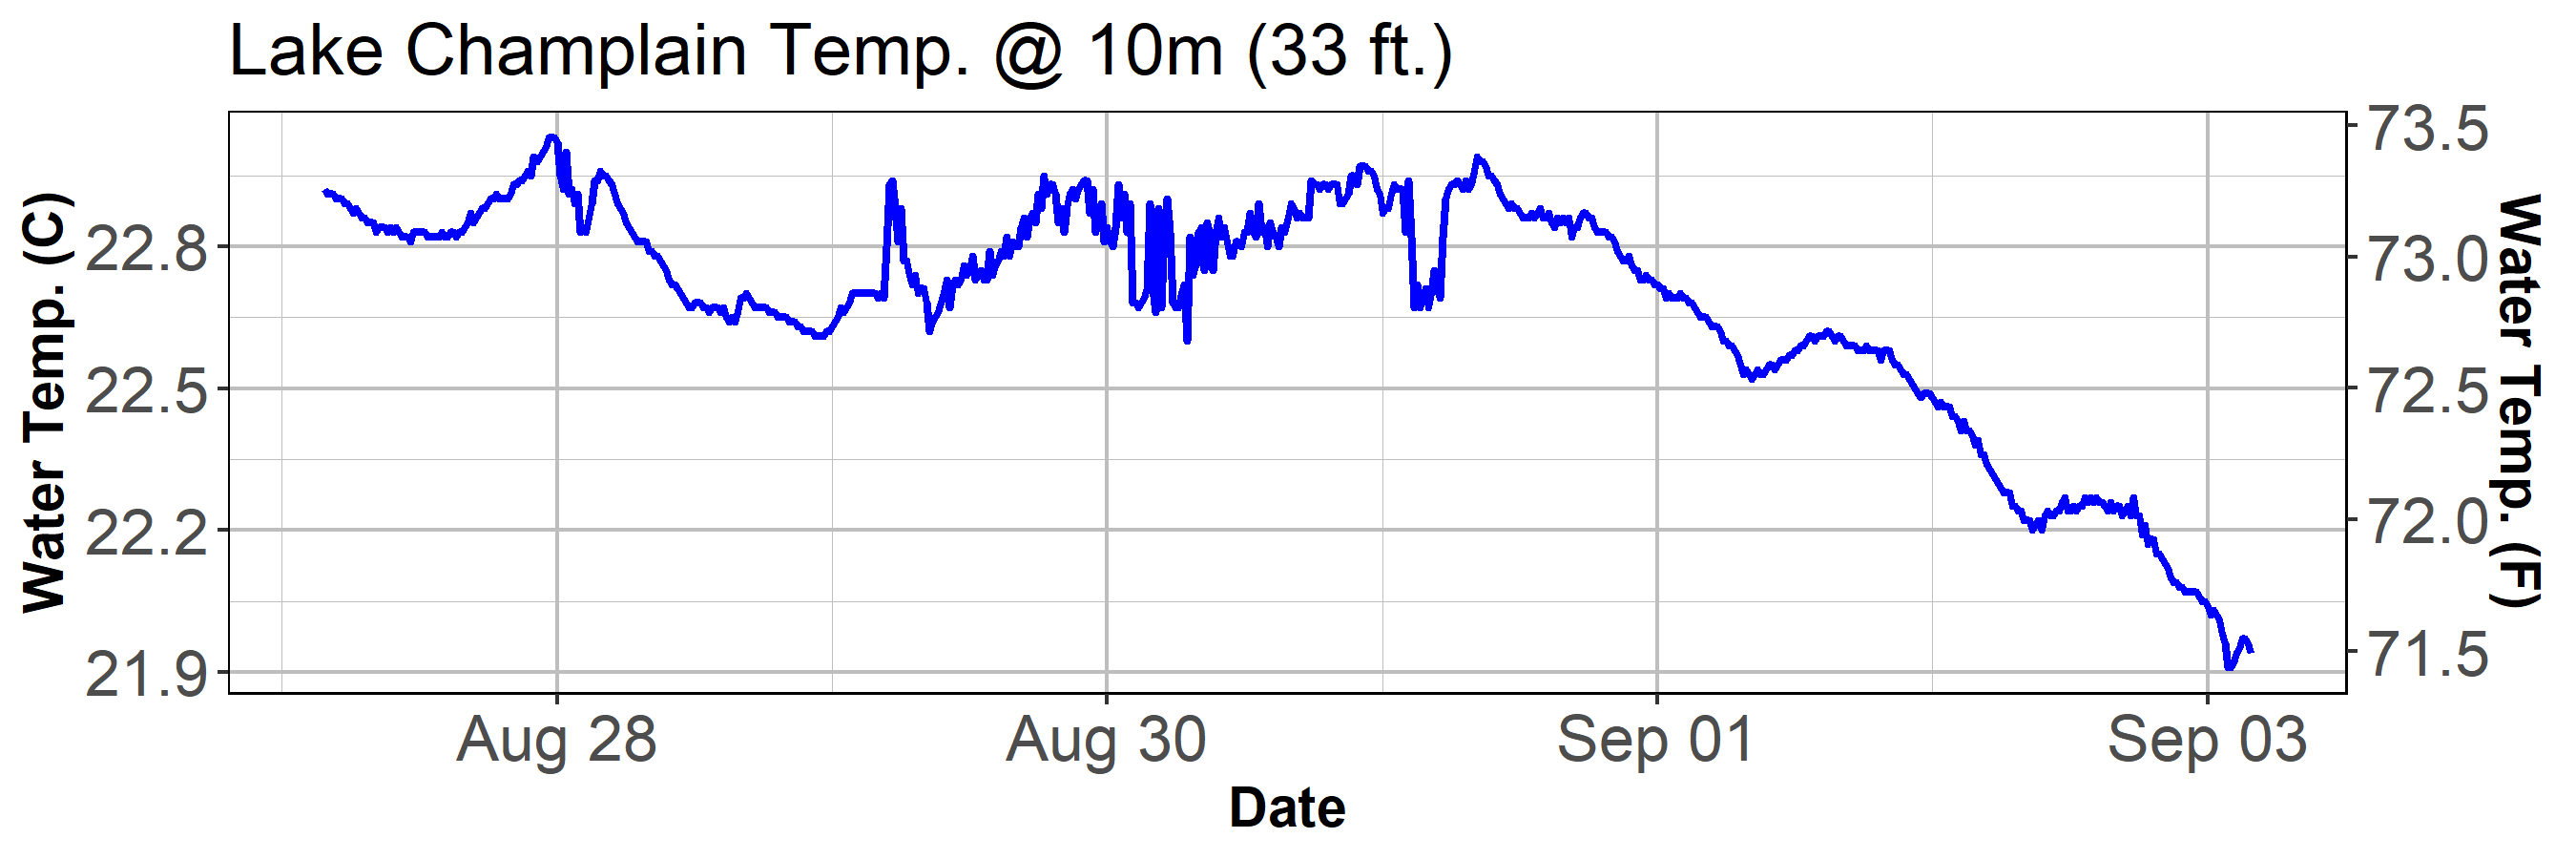 Lake Champlain Temp. @ 10m (33 ft.)
Water Temp. (C)
22.8
22.5
22.2
21.9
73.5
73.0
72.5
72.0
71.5
Water Temp. (F)
Aug 28
Aug 30
Sep 01
Sep 03
Date